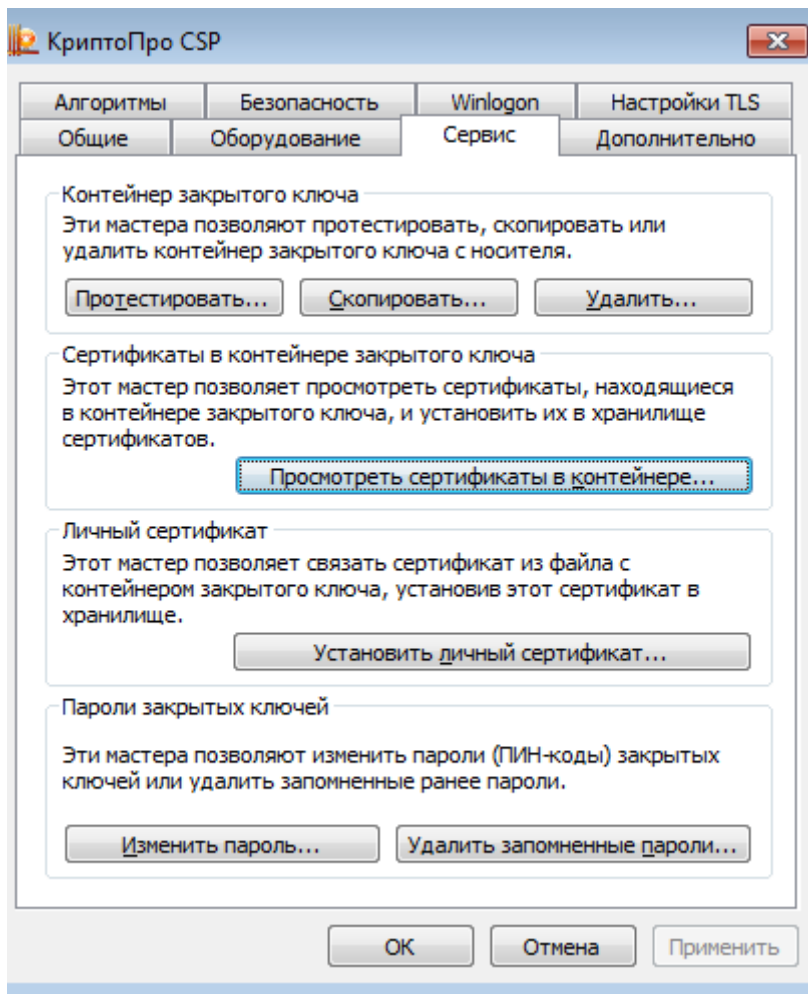 КриптоПро CSP
Алгоритмы Безопасность Winlogon Настройки TLS
Общие Оборудование Сервис Дополнительно
Контейнер закрытого ключа
Эти мастера позволяют протестировать, скопировать или
удалить контейнер закрытого ключа с носителя.
Протестировать... Скопировать... Удалить...
Сертификаты в контейнере закрытого ключа
Этот мастер позволяет просмотреть сертификаты, находящиеся
в контейнере закрытого ключа, и установить их в хранилище
сертификатов.
Просмотреть сертификаты в контейнере...
Личный сертификат
Этот мастер позволяет связать сертификат из файла с
контейнером закрытого ключа, установив этот сертификат в
хранилище.
Установить личный сертификат...
Пароли закрытых ключей
Эти мастера позволяют изменить пароли (ПИН-коды) закрытых
ключей или удалить запомненные ранее пароли.
Изменить пароль... Удалить запомненные пароли...
ОК Отмена Применить